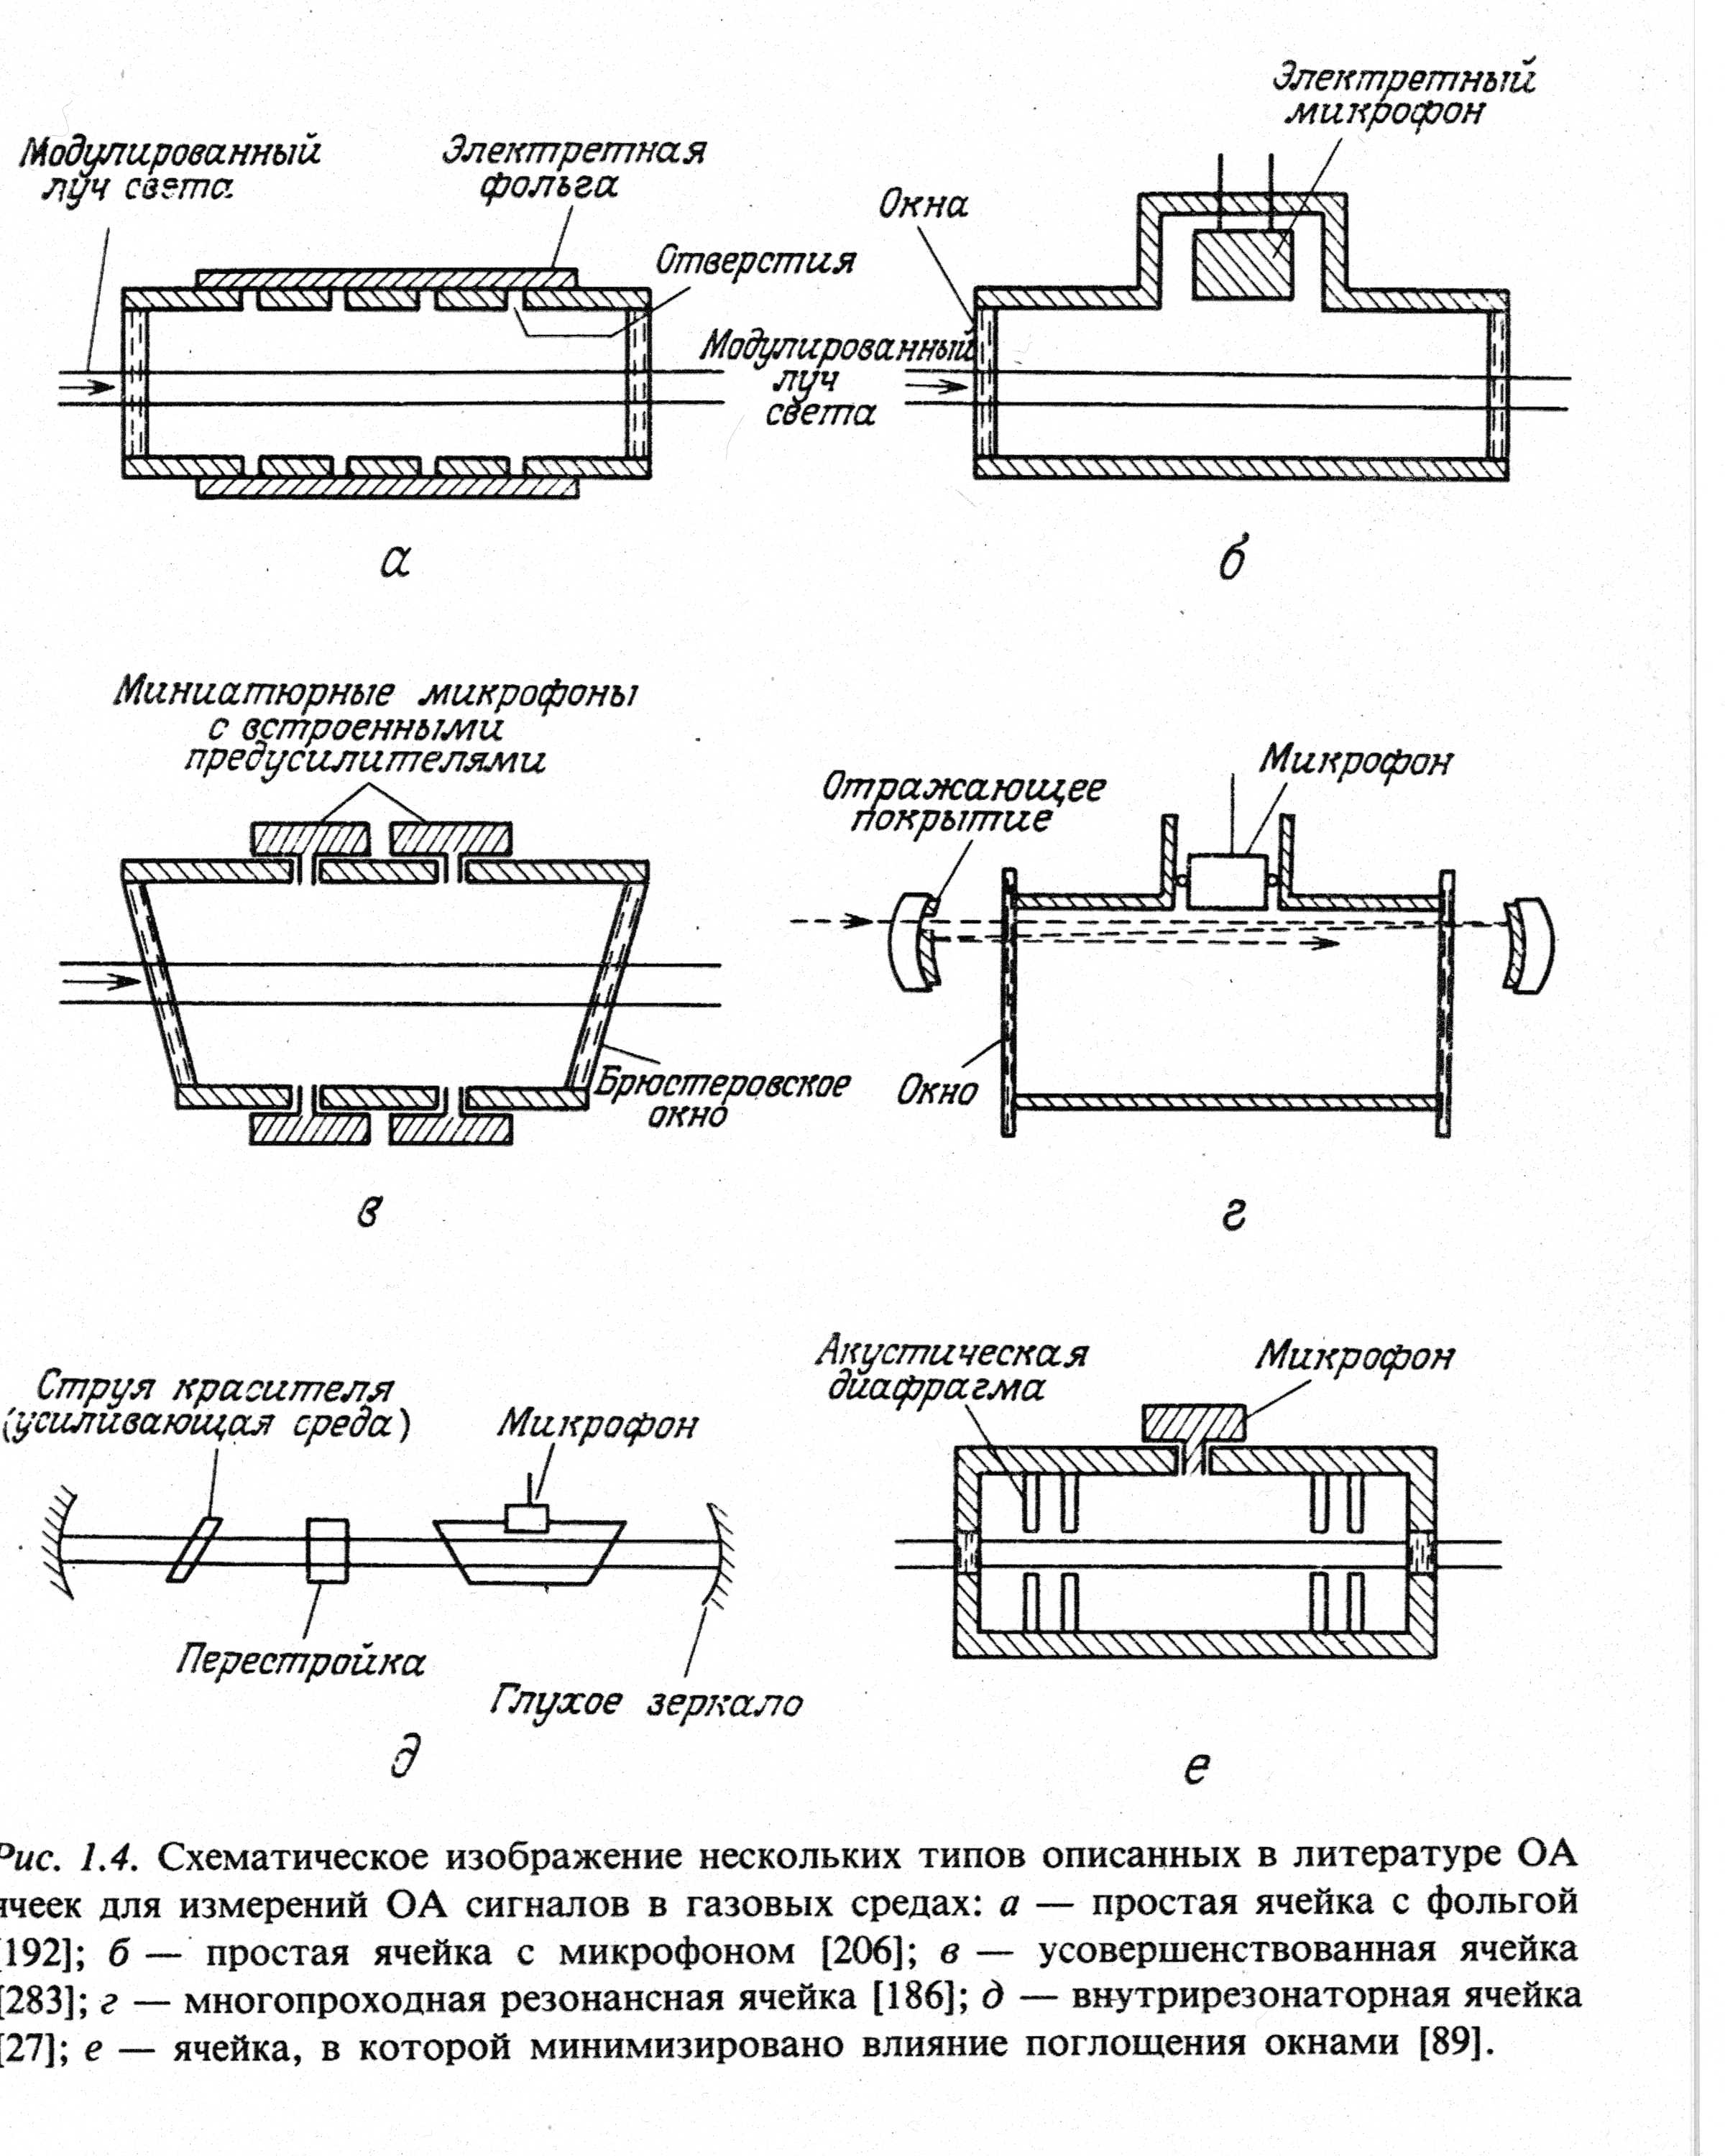 Модулированный
луч света
Электретная
фольга
Отверстия
а
Электретный
микрофон
Окна
Модулированный
луч
света
б
Миниатюрные микрофоны
с встроенными
предусилителями
Брюстеровское
окно
в
Отражающее
покрытие
Микрофон
Окно
г
Струя красителя
(усиливающая среда)
Микрофон
Перестройка
Глухое зеркало
д
Акустическая
диафрагма
Микрофон
е
Рис. 1.4. Схематическое изображение нескольких типов описанных в литературе ОА
ячеек для измерений ОА сигналов в газовых средах: а — простая ячейка с фольгой
[192]; б — простая ячейка с микрофоном [206]; в — усовершенствованная ячейка
[283]; г — многопроходная резонансная ячейка [186]; д — внутрирезонаторная ячейка
[27]; е — ячейка, в которой минимизировано влияние поглощения окнами [89].